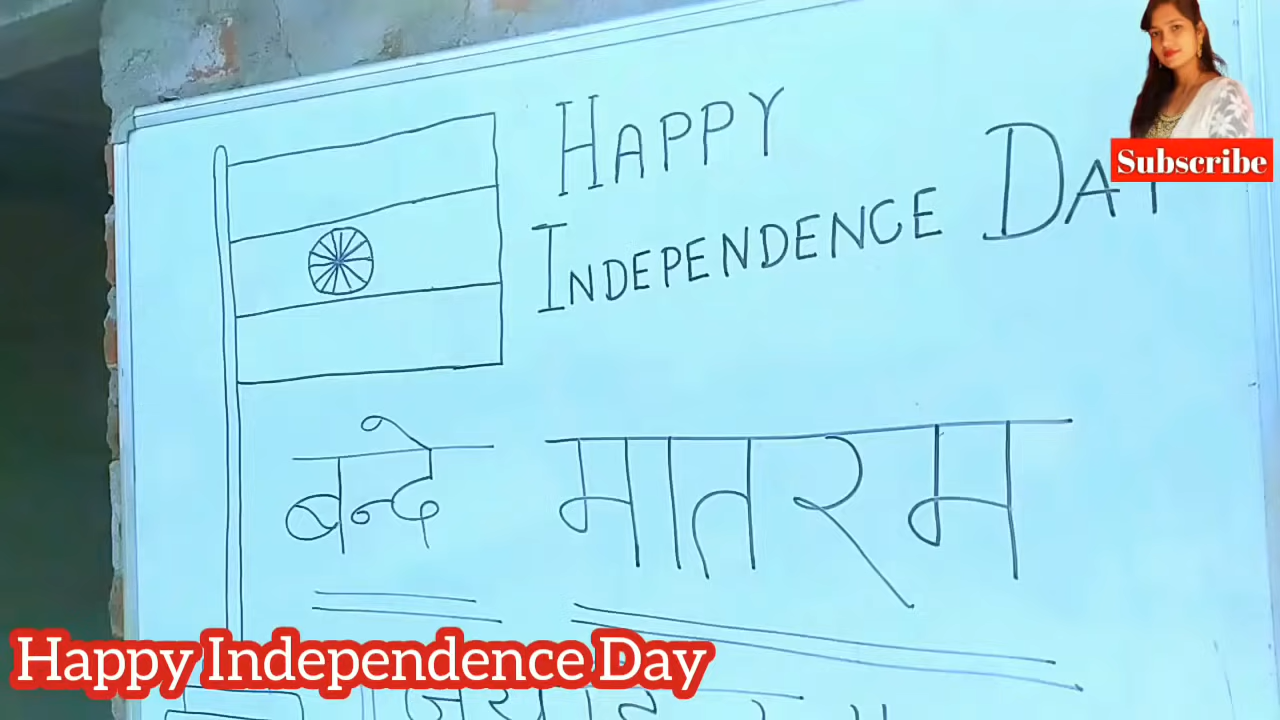 HAPPY
INDEPENDENCE DAY
Subscribe
वन्दे मातरम
Happy Independence Day